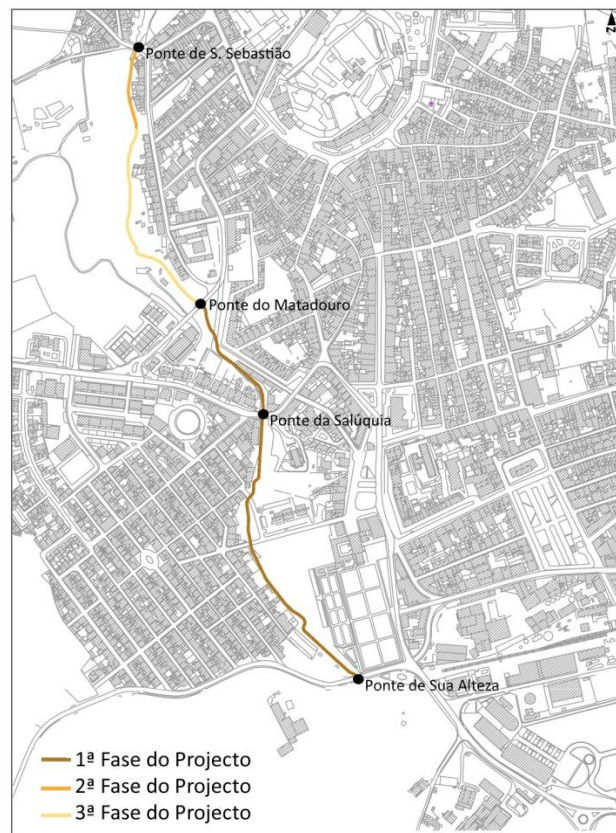 Z
Ponte de S. Sebastião
Ponte do Matadouro
Ponte da Salúquia
Ponte de Sua Alteza
1ª Fase do Projecto
2ª Fase do Projecto
3ª Fase do Projecto